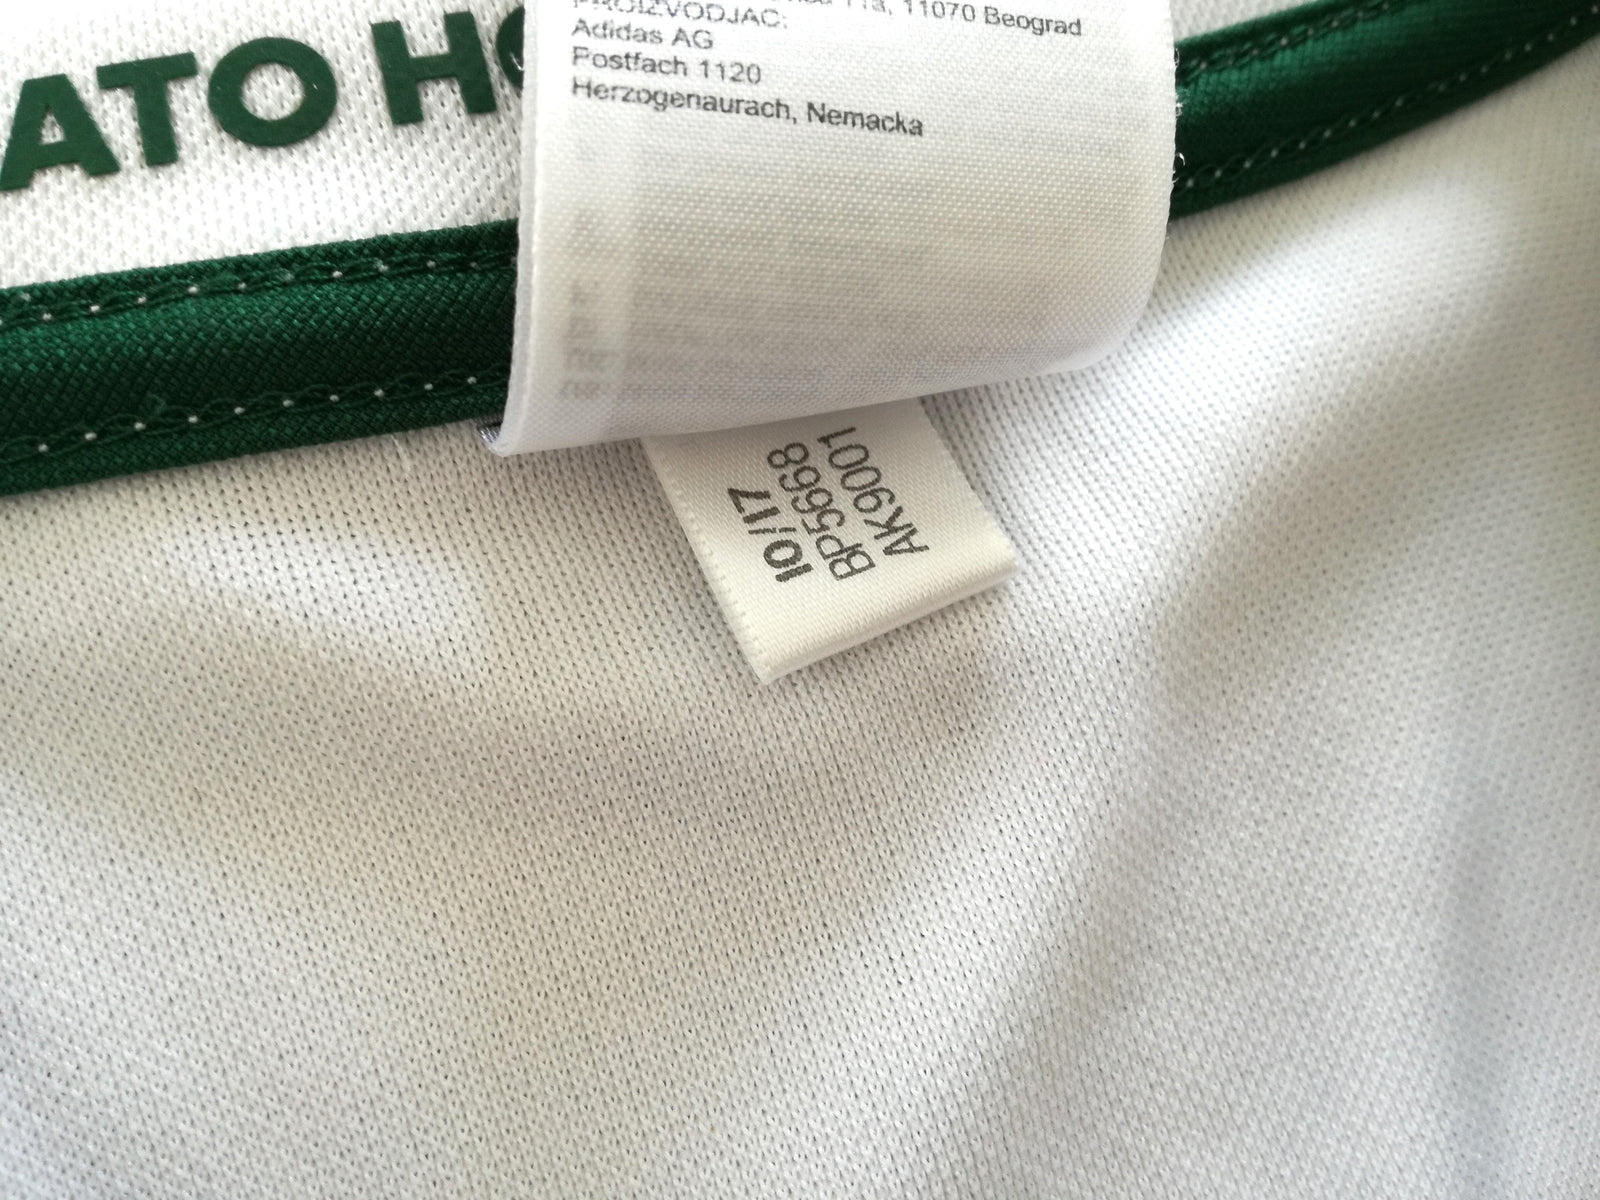 ATO H
11070 Beograd
PROIZVODJAC:
Adidas AG
Postfach 1120
Herzogenaurach, Nemacka
10/17
BP5668
AK9001